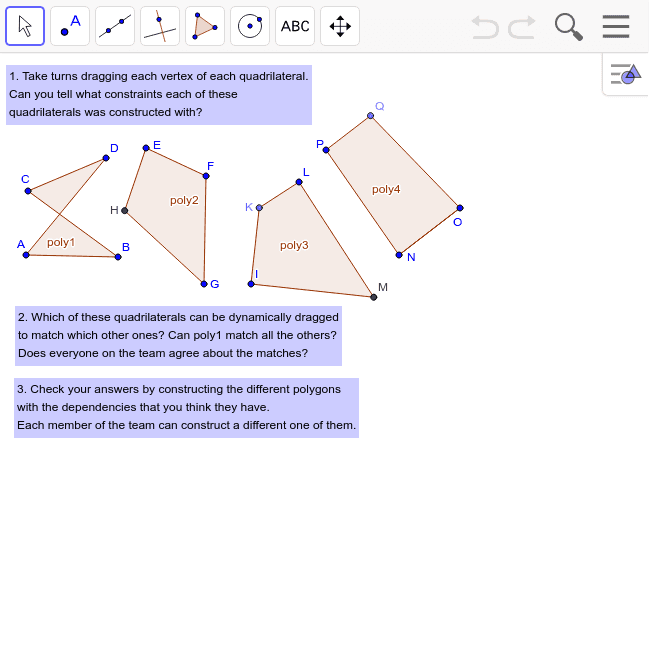 A
ABC
1. Take turns dragging each vertex of each quadrilateral.
Can you tell what constraints each of these
quadrilaterals was constructed with?
Q
P
D
E
F
L
C
poly4
poly2
K
H
O
A
poly1
B
poly3
N
I
G
M
2. Which of these quadrilaterals can be dynamically dragged
to match which other ones? Can poly1 match all the others?
Does everyone on the team agree about the matches?
3. Check your answers by constructing the different polygons
with the dependencies that you think they have.
Each member of the team can construct a different one of them.